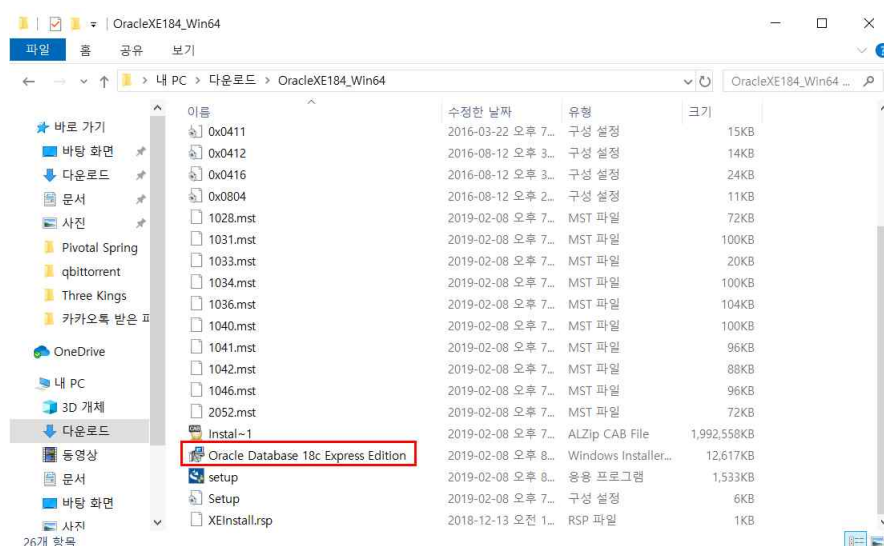 OracleXE184_Win64
파일 홈 공유 보기
내 PC > 다운로드 > OracleXE184_Win64
OracleXE184_Win64 ...
이름 수정한 날짜 유형 크기
바로 가기
바탕 화면
다운로드
문서
사진
Pivotal Spring
qbittorrent
Three Kings
카카오톡 받은
OneDrive
내 PC
3D 개체
다운로드
동영상
문서
바탕 화면
사진
0x0411 2016-03-22 오후 7... 구성 설정 15KB
0x0412 2016-08-12 오후 3... 구성 설정 14KB
0x0416 2016-08-12 오후 3... 구성 설정 24KB
0x0804 2016-08-12 오후 2... 구성 설정 11KB
1028.mst 2019-02-08 오후 7... MST 파일 72KB
1031.mst 2019-02-08 오후 7... MST 파일 100KB
1033.mst 2019-02-08 오후 7... MST 파일 20KB
1034.mst 2019-02-08 오후 7... MST 파일 100KB
1036.mst 2019-02-08 오후 7... MST 파일 104KB
1040.mst 2019-02-08 오후 7... MST 파일 100KB
1041.mst 2019-02-08 오후 7... MST 파일 96KB
1042.mst 2019-02-08 오후 7... MST 파일 88KB
1046.mst 2019-02-08 오후 7... MST 파일 96KB
2052.mst 2019-02-08 오후 7... MST 파일 72KB
Instal~1 2019-02-08 오후 7... ALZip CAB File 1,992,558KB
Oracle Database 18c Express Edition 2019-02-08 오후 8... Windows Installer... 12,617KB
setup 2019-02-08 오후 8... 응용 프로그램 1,533KB
Setup 2019-02-08 오후 7... 구성 설정 6KB
XEInstall.rsp 2018-12-13 오전 1... RSP 파일 1KB
26개 항목